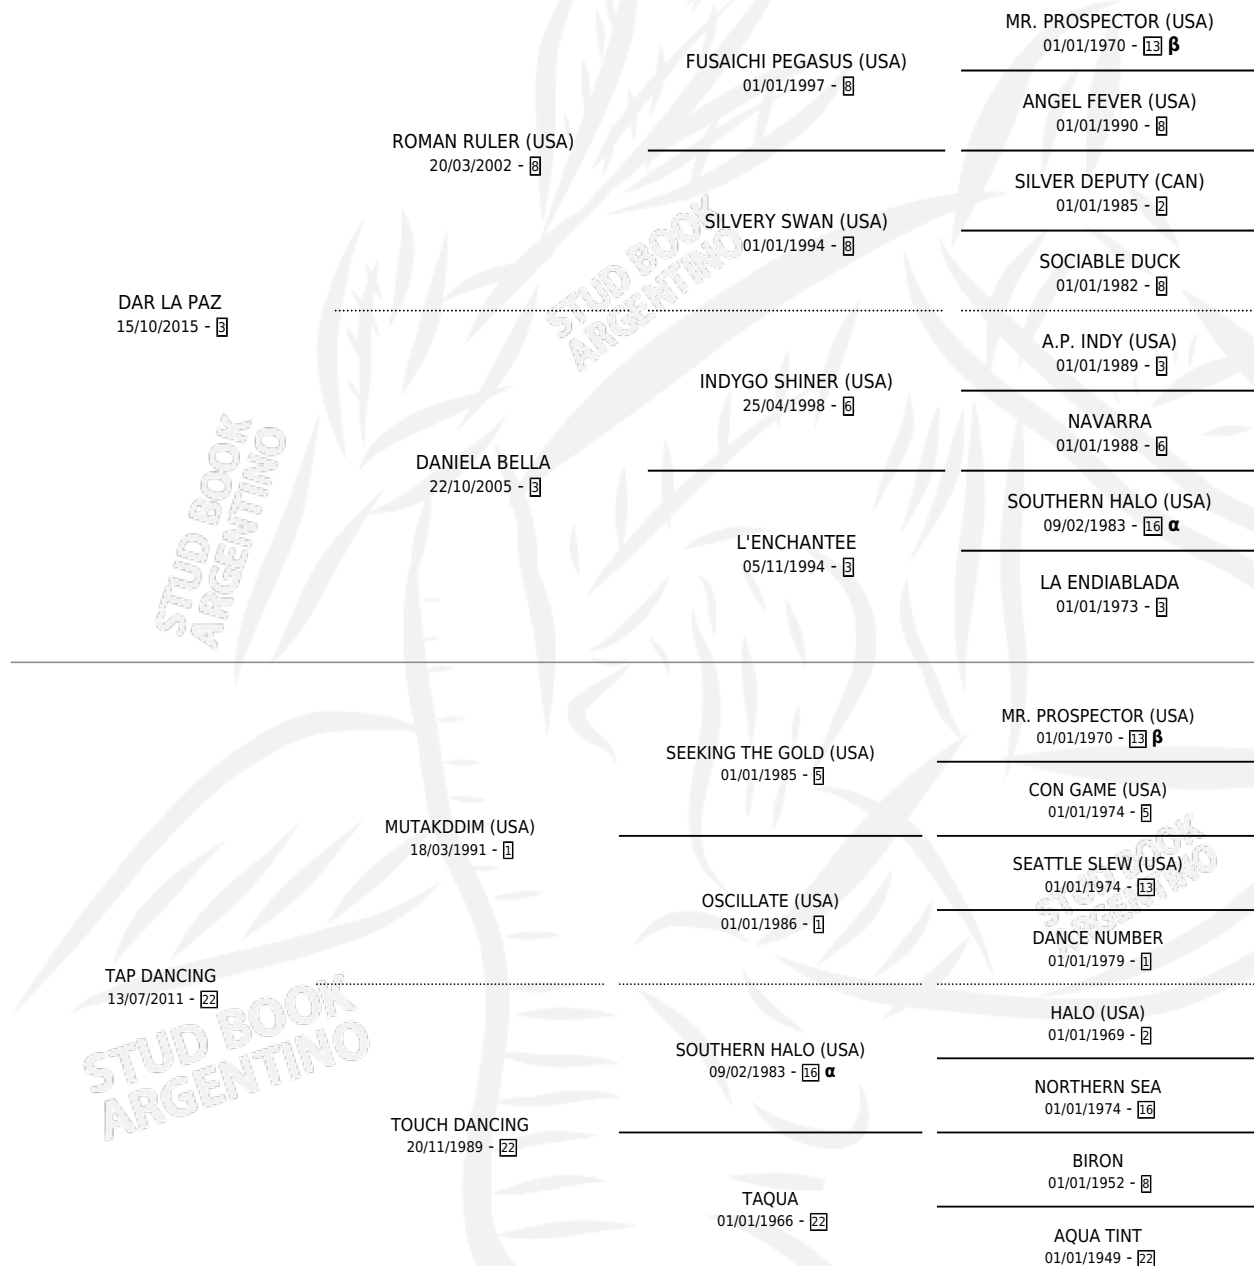 MR. PROSPECTOR (USA)
01/01/1970 - 13 β
FUSAICHI PEGASUS (USA)
01/01/1997 - 8
ANGEL FEVER (USA)
01/01/1990 - 8
ROMAN RULER (USA)
20/03/2002 - 8
SILVER DEPUTY (CAN)
01/01/1985 - 2
SILVERY SWAN (USA)
01/01/1994 - 8
SOCIABLE DUCK
01/01/1982 - 8
STUD BOOK
ARGENTINO
DAR LA PAZ
15/10/2015 - 3
A.P. INDY (USA)
01/01/1989 - 3
INDYGO SHINER (USA)
25/04/1998 - 6
NAVARRA
01/01/1988 - 6
DANIELA BELLA
22/10/2005 - 3
SOUTHERN HALO (USA)
09/02/1983 - 16 α
L'ENCHANTEE
05/11/1994 - 3
LA ENDIABLADA
01/01/1973 - 3
STUD BOOK
ARGENTINO
MR. PROSPECTOR (USA)
01/01/1970 - 13 β
SEEKING THE GOLD (USA)
01/01/1985 - 5
CON GAME (USA)
01/01/1974 - 5
MUTAKDDIM (USA)
18/03/1991 - 1
SEATTLE SLEW (USA)
01/01/1974 - 13
OSCILLATE (USA)
01/01/1986 - 1
DANCE NUMBER
01/01/1979 - 1
STUD BOOK
ARGENTINO
TAP DANCING
13/07/2011 - 22
HALO (USA)
01/01/1969 - 2
SOUTHERN HALO (USA)
09/02/1983 - 16 α
NORTHERN SEA
01/01/1974 - 16
TOUCH DANCING
20/11/1989 - 22
BIRON
01/01/1952 - 8
TAQUA
01/01/1966 - 22
AQUA TINT
01/01/1949 - 22
STUD BOOK
ARGENTINO